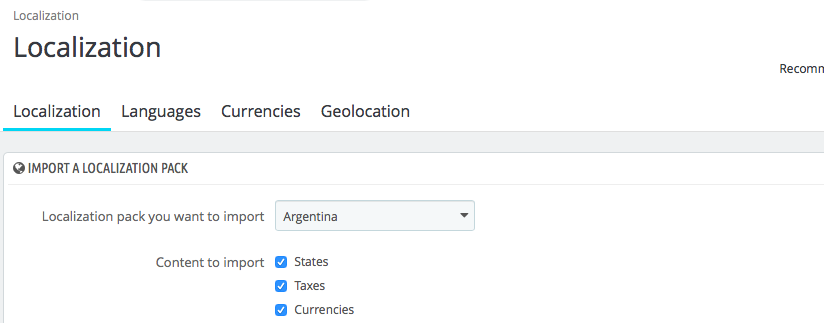 Localization
Localization
Recomm
Localization Languages Currencies Geolocation
IMPORT A LOCALIZATION PACK
Localization pack you want to import Argentina
Content to import States
Taxes
Currencies